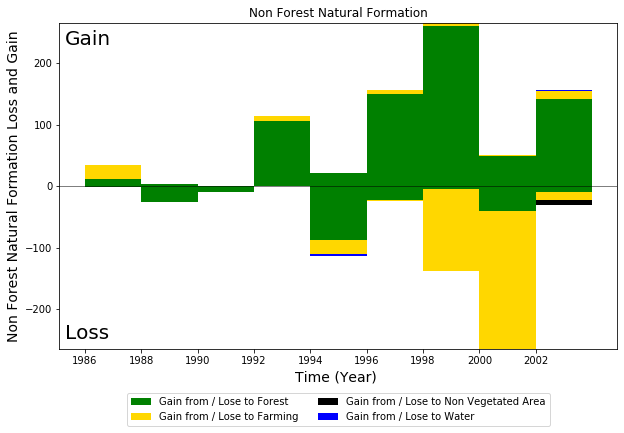 Non Forest Natural Formation
Gain
Non Forest Natural Formation Loss and Gain
200
100
0
−100
−200
Loss
1986 1988 1990 1992 1994 1996 1998 2000 2002
Time (Year)
Gain from / Lose to Forest
Gain from / Lose to Farming
Gain from / Lose to Non Vegetated Area
Gain from / Lose to Water